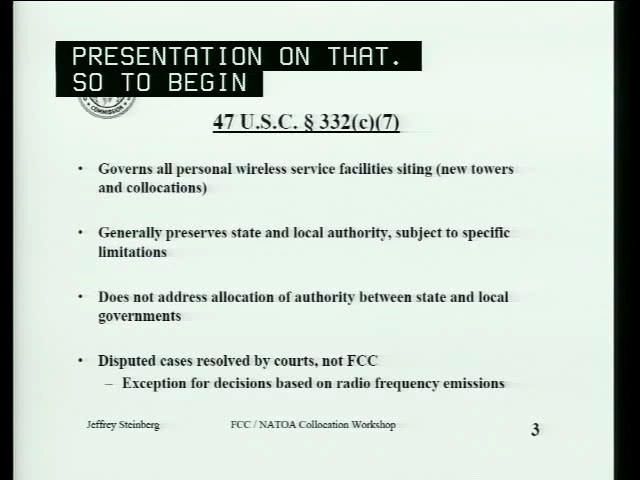 PRESENTATION ON THAT.
SO TO BEGIN
COMMISSION
47 U.S.C. § 332(c)(7)
• Governs all personal wireless service facilities siting (new towers
and collocations)
• Generally preserves state and local authority, subject to specific
limitations
• Does not address allocation of authority between state and local
governments
• Disputed cases resolved by courts, not FCC
– Exception for decisions based on radio frequency emissions
Jeffrey Steinberg FCC / NATOA Collocation Workshop 3